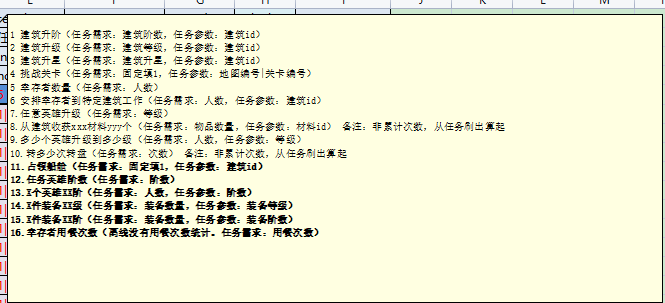 E F G H I J K L M
1 建筑升阶（任务需求：建筑阶数，任务参数：建筑id）
2 建筑升级（任务需求：建筑等级，任务参数：建筑id）
3 建筑升星（任务需求：建筑星数，任务参数：建筑id）
4 挑战关卡（任务需求：固定填1，任务参数：地图编号|关卡编号）
5 幸存者数量（任务需求：人数）
6 安排幸存者到特定建筑工作（任务需求：人数，任务参数：建筑id）
7.任意英雄升级（任务需求：等级）
8.从建筑收获xxx材料yyy个（任务需求：物品数量，任务参数：材料id） 备注：非累计次数，从任务刷出算起
9.多少个英雄升级到多少级（任务需求：人数，任务参数：等级）
10.转多少次转盘（任务需求：次数） 备注：非累计次数，从任务刷出算起
11.占领船舱（任务需求：固定填1，任务参数：建筑id）
12.任务英雄阶数（任务需求：阶数）
13.X个英雄XX阶（任务需求：人数，任务参数：阶数）
14.X件装备XX级（任务需求：装备数量，任务参数：装备等级）
15.X件装备XX阶（任务需求：装备数量，任务参数：装备阶数）
16.幸存者用餐次数（离线没有用餐次数统计。任务需求：用餐次数）